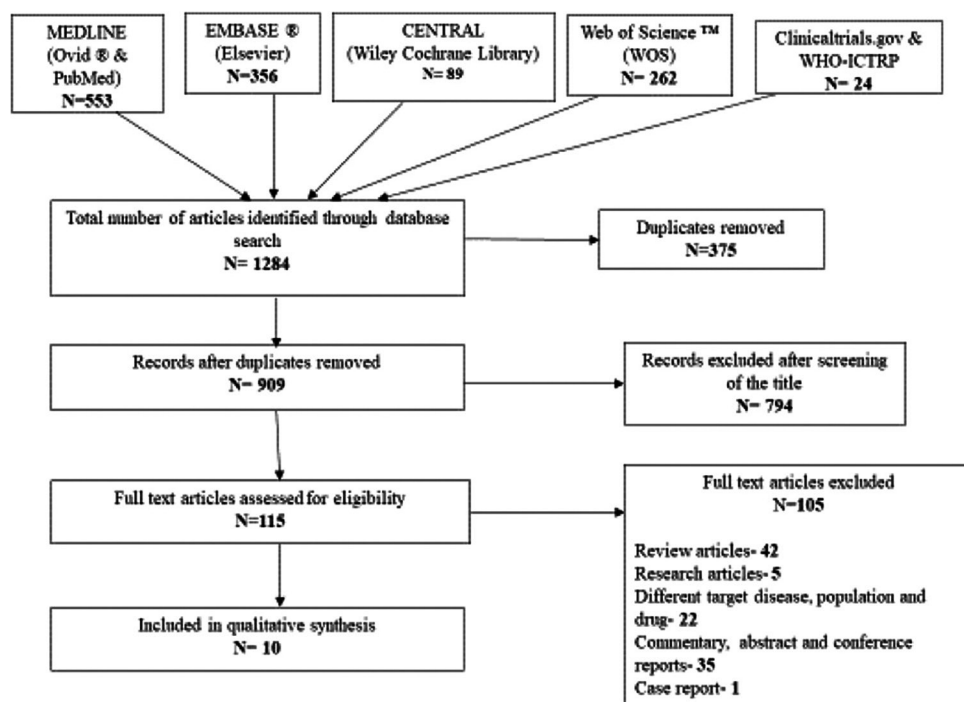 MEDLINE
(Ovid ® &
PubMed)
N=553
EMBASE ®
(Elsevier)
N=356
CENTRAL
(Wiley Cochrane Library)
N= 89
Web of Science ™
(WOS)
N= 262
Clinicaltrials.gov &
WHO-ICTRP
N= 24
Total number of articles identified through database
search
N= 1284
Duplicates removed
N=375
Records after duplicates removed
N= 909
Records excluded after screening
of the title
N= 794
Full text articles assessed for eligibility
N=115
Full text articles excluded
N=105
Review articles- 42
Research articles- 5
Different target disease, population and
drug- 22
Commentary, abstract and conference
reports- 35
Case report- 1
Included in qualitative synthesis
N= 10